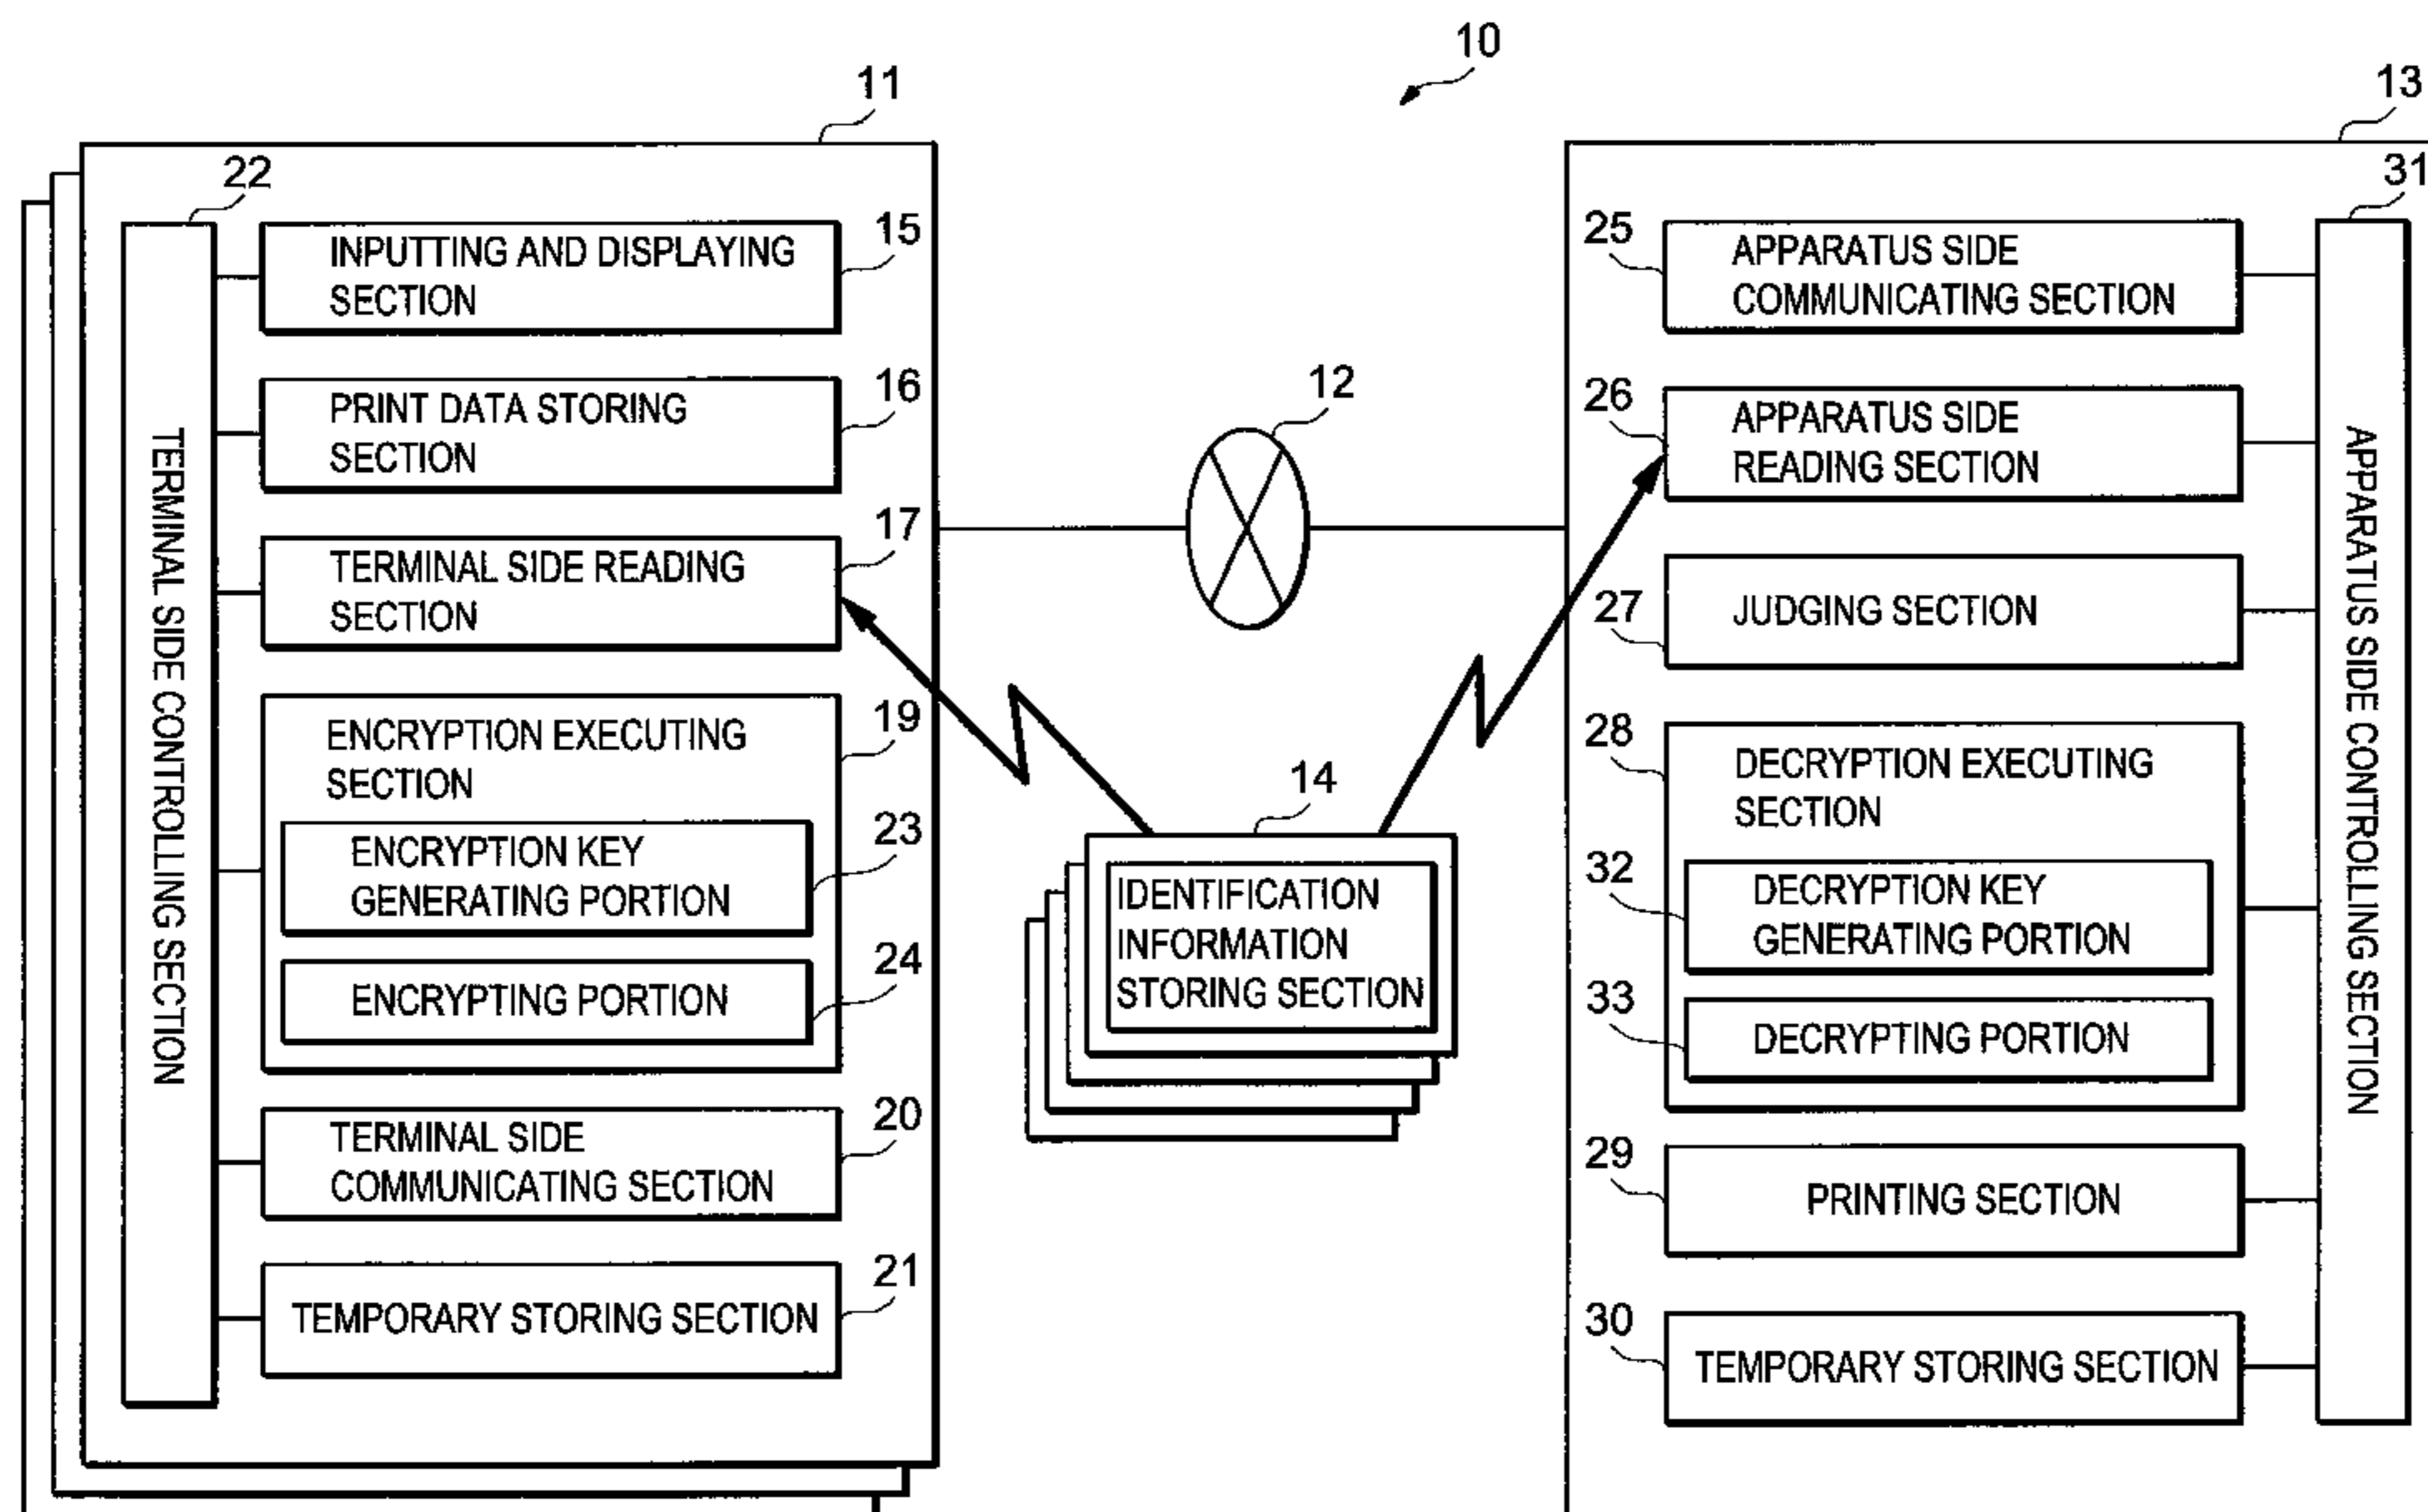 10
11
13
22
31
TERMINAL SIDE CONTROLLING SECTION
INPUTTING AND DISPLAYING
SECTION
15
PRINT DATA STORING
SECTION
16
TERMINAL SIDE READING
SECTION
17
ENCRYPTION EXECUTING
SECTION
19
ENCRYPTION KEY
GENERATING PORTION
23
ENCRYPTING PORTION
24
TERMINAL SIDE
COMMUNICATING SECTION
20
TEMPORARY STORING SECTION
21
12
14
IDENTIFICATION
INFORMATION
STORING SECTION
25
APPARATUS SIDE
COMMUNICATING SECTION
26
APPARATUS SIDE
READING SECTION
27
JUDGING SECTION
28
DECRYPTION EXECUTING
SECTION
32
DECRYPTION KEY
GENERATING PORTION
33
DECRYPTING PORTION
29
PRINTING SECTION
30
TEMPORARY STORING SECTION
APPARATUS SIDE CONTROLLING SECTION